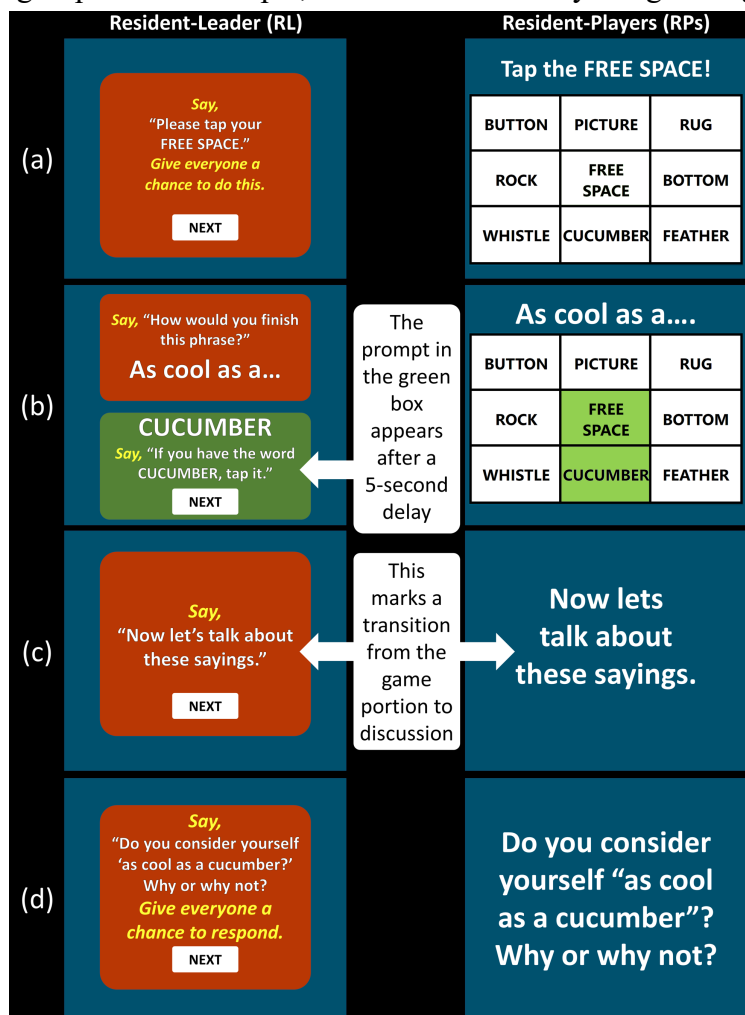 Resident-Leader (RL)
Resident-Players (RPs)
(a)
Say,
“Please tap your
FREE SPACE.”
Give everyone a
chance to do this.
NEXT
Tap the FREE SPACE!
BUTTON PICTURE RUG
ROCK FREE SPACE BOTTOM
WHISTLE CUCUMBER FEATHER
(b)
Say, “How would you finish
this phrase?”
As cool as a...
CUCUMBER
Say, “If you have the word
CUCUMBER, tap it.”
NEXT
The
prompt in
the green
box
appears
after a
5-second
delay
As cool as a....
BUTTON PICTURE RUG
ROCK FREE SPACE BOTTOM
WHISTLE CUCUMBER FEATHER
(c)
Say,
“Now let’s talk about
these sayings.”
NEXT
This
marks a
transition
from the
game
portion to
discussion
Now lets
talk about
these sayings.
(d)
Say,
“Do you consider yourself
‘as cool as a cucumber?’
Why or why not?
Give everyone a
chance to respond.
NEXT
Do you consider
yourself “as cool
as a cucumber”?
Why or why not?